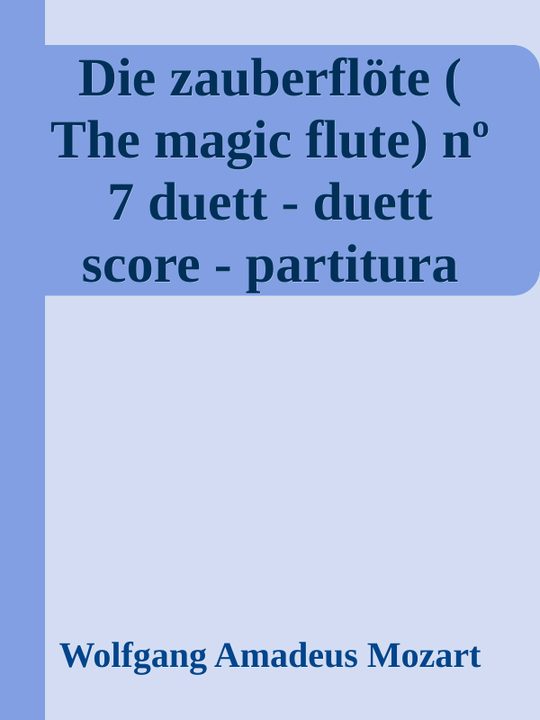 Die zauberflöte (
The magic flute) nº
7 duett - duett
score - partitura
Wolfgang Amadeus Mozart